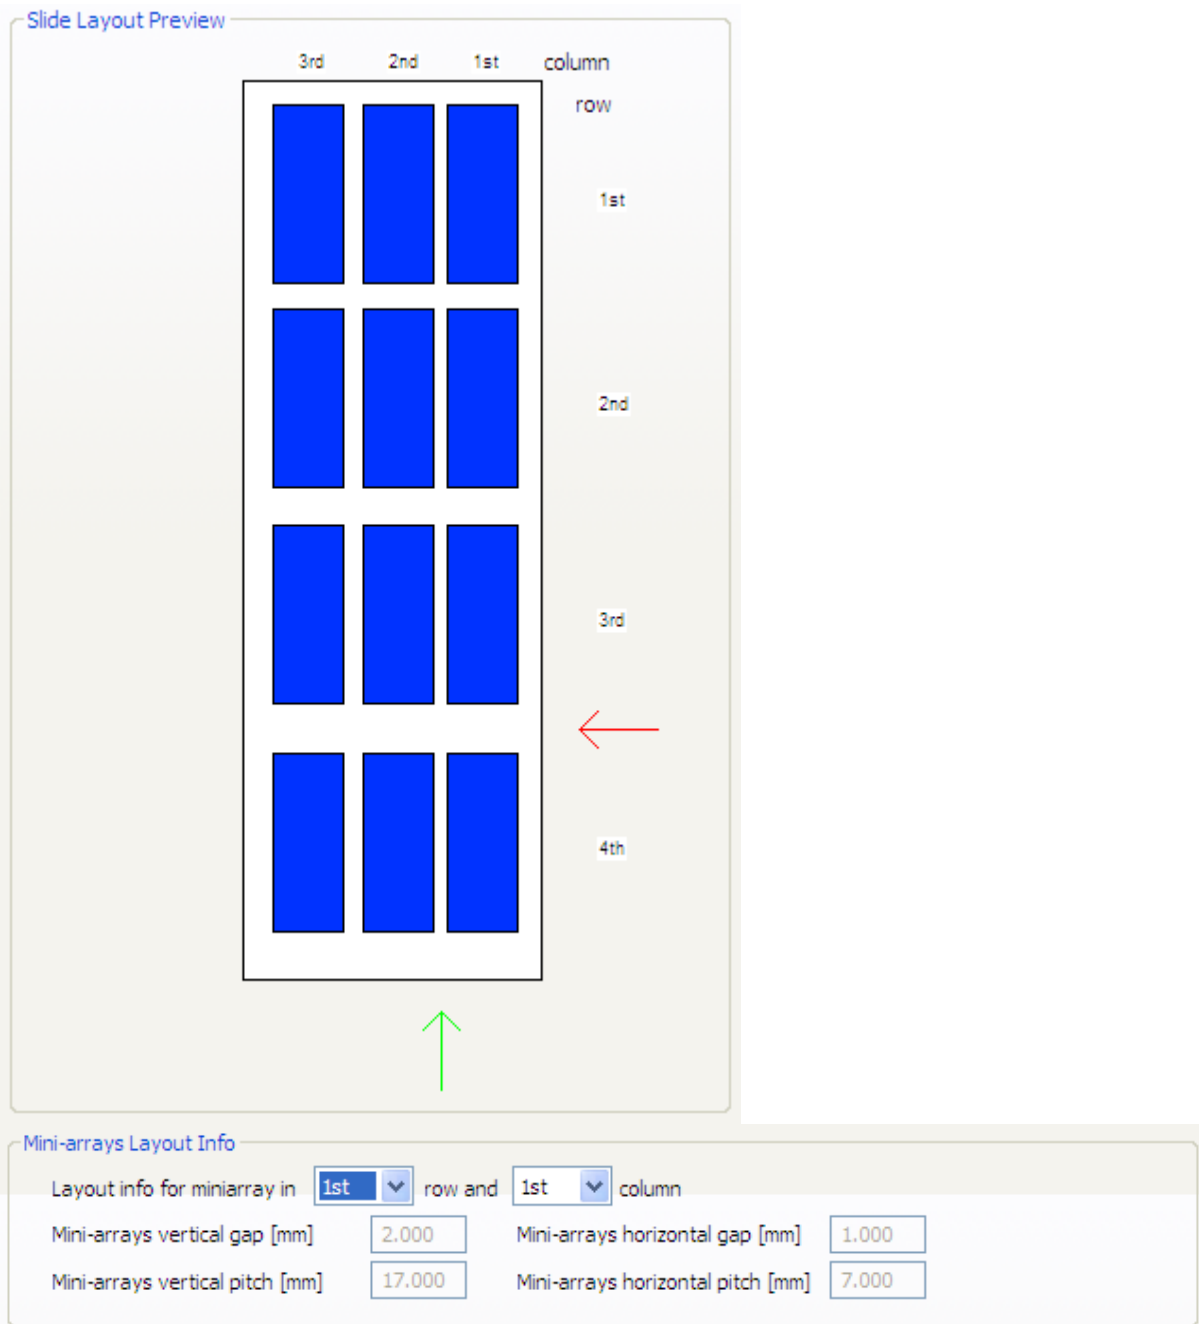 Slide Layout Preview
3rd 2nd 1st column
row
1st
2nd
3rd
4th
Mini-arrays Layout Info
Layout info for miniarray in 1st row and 1st column
Mini-arrays vertical gap [mm] 2.000 Mini-arrays horizontal gap [mm] 1.000
Mini-arrays vertical pitch [mm] 17.000 Mini-arrays horizontal pitch [mm] 7.000